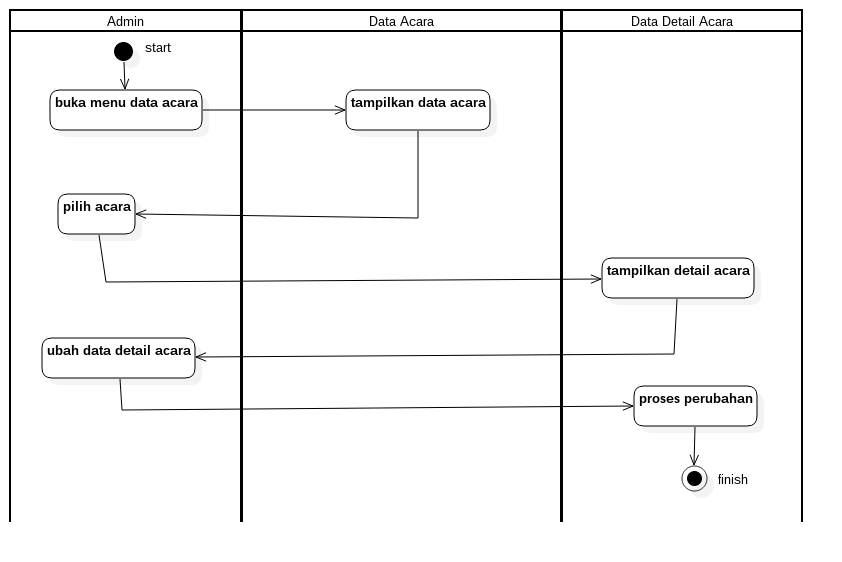 Admin
Data Acara
Data Detail Acara
start
buka menu data acara
tampilkan data acara
pilih acara
tampilkan detail acara
ubah data detail acara
proses perubahan
finish